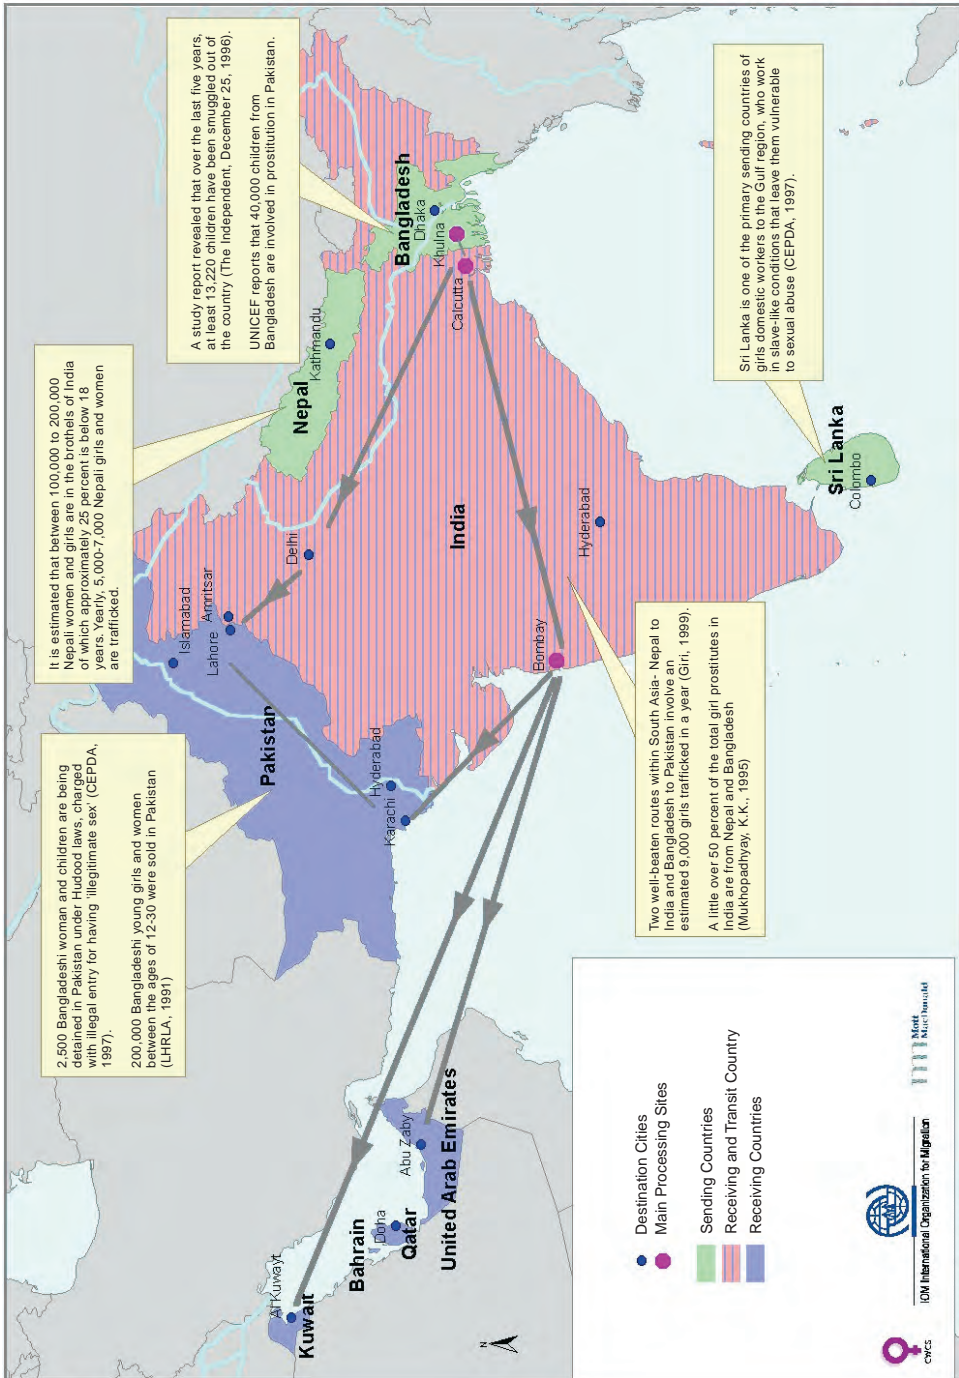 It is estimated that between 100,000 to 200,000
Nepali women and girls are in the brothels of India
of which approximately 25 percent is below 18
years. Yearly, 5,000-7,000 Nepali girls and women
are trafficked.
A study report revealed that over the last five years,
at least 13,220 children have been smuggled out of
the country (The Independent, December 25, 1996).
UNICEF reports that 40,000 children from
Bangladesh are involved in prostitution in Pakistan.
2,500 Bangladeshi woman and children are being
detained in Pakistan under Hudood laws, charged
with illegal entry for having 'illegitimate sex' (CEPDA,
1997).
200,000 Bangladeshi young girls and women
between the ages of 12-30 were sold in Pakistan
(LHRLA, 1991)
Islamabad
Amritsar
Lahore
Pakistan
Delhi
Nepal
Kathmandu
Bangladesh
Dhaka
Khulna
Calcutta
Hyderabad
Karachi
India
Bombay
Hyderabad
Al Kuwayt
Kuwait
Bahrain
Doha
Qatar
Abu Zaby
United Arab Emirates
N
Two well-beaten routes within South Asia- Nepal to
India and Bangladesh to Pakistan involve an
estimated 9,000 girls trafficked in a year (Giri, 1999).
A little over 50 percent of the total girl prostitutes in
India are from Nepal and Bangladesh
(Mukhopadhyay, K.K., 1995)
Sri Lanka is one of the primary sending countries of
girls domestic workers to the Gulf region, who work
in slave-like conditions that leave them vulnerable
to sexual abuse (CEPDA, 1997).
Sri Lanka
Colombo
Destination Cities
Main Processing Sites
Sending Countries
Receiving and Transit Country
Receiving Countries
cwcs
IOM International Organization for Migration
Mott
MacDonald